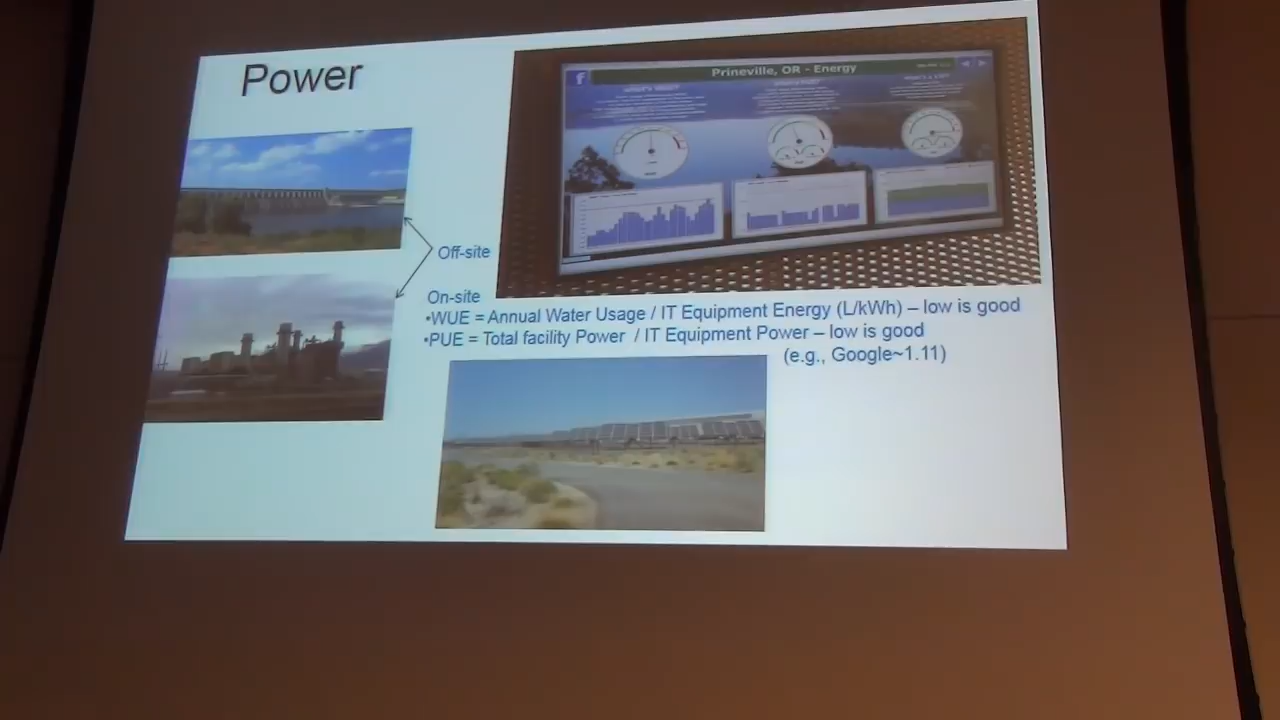 Power
f
Prineville, OR - Energy
Off-site
On-site
•WUE = Annual Water Usage / IT Equipment Energy (L/kWh) – low is good
•PUE = Total facility Power / IT Equipment Power – low is good
(e.g., Google~1.11)